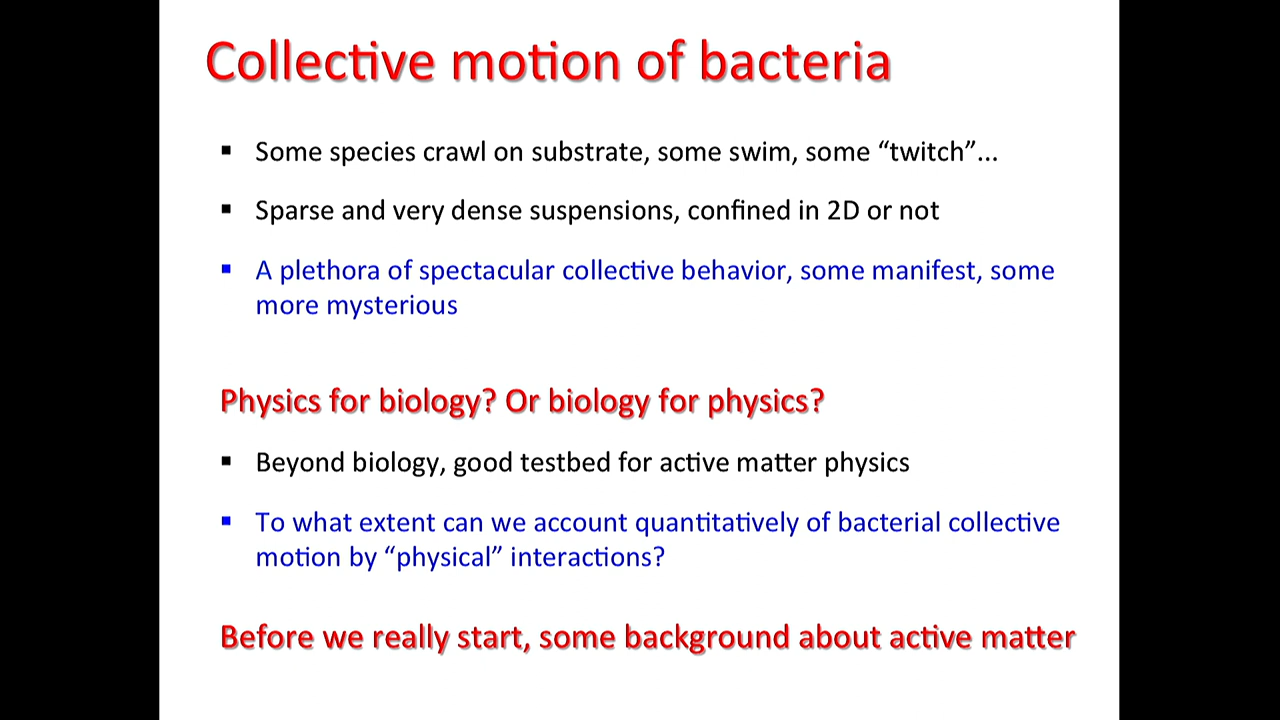 Collective motion of bacteria
▪ Some species crawl on substrate, some swim, some “twitch”...
▪ Sparse and very dense suspensions, confined in 2D or not
▪ A plethora of spectacular collective behavior, some manifest, some
more mysterious
Physics for biology? Or biology for physics?
▪ Beyond biology, good testbed for active matter physics
▪ To what extent can we account quantitatively of bacterial collective
motion by “physical” interactions?
Before we really start, some background about active matter